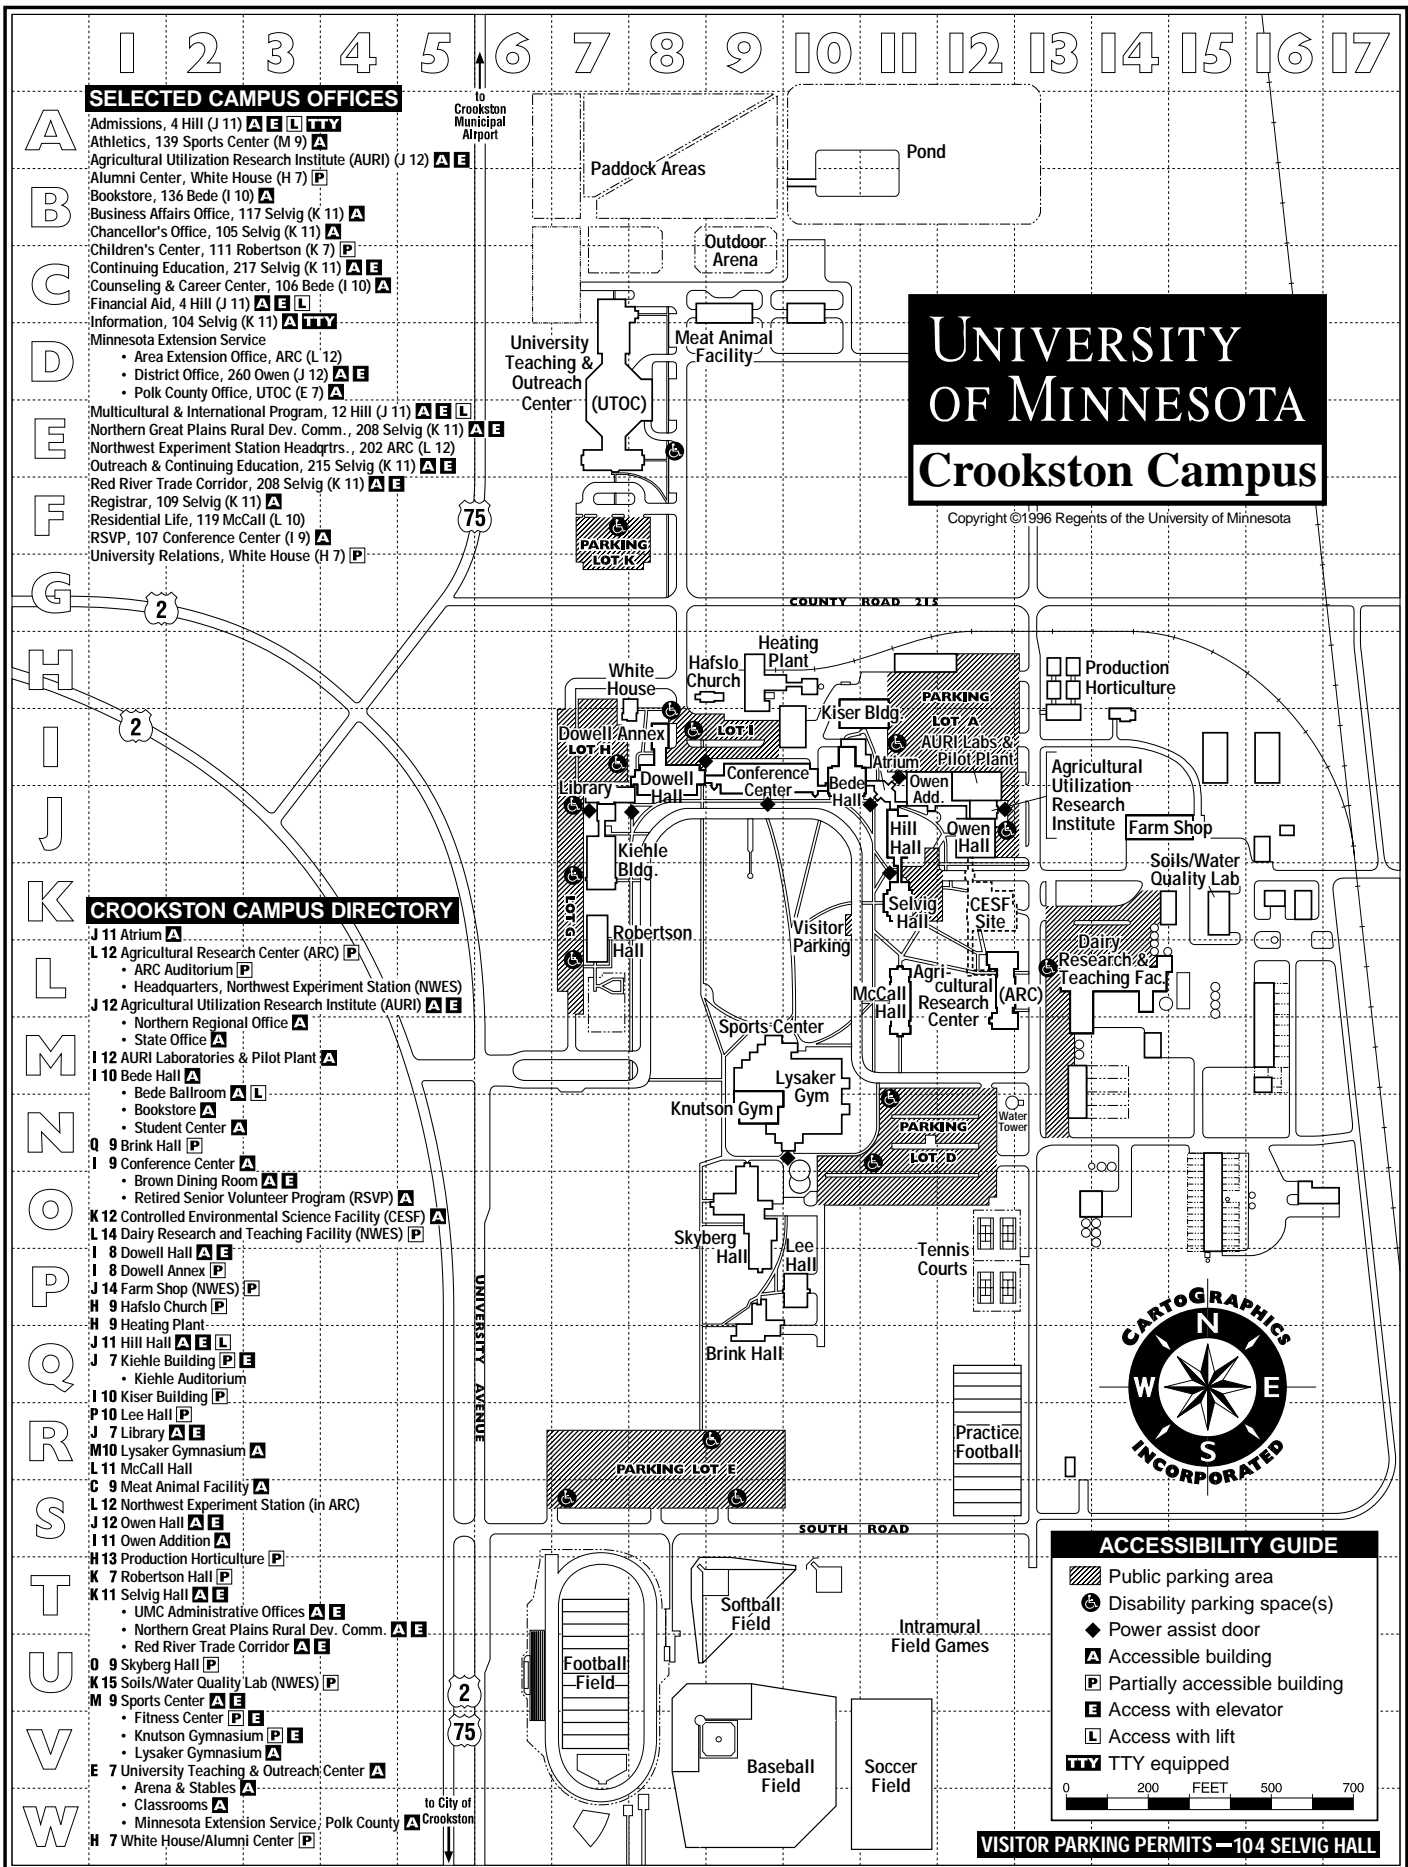 1 2 3 4 5 6 7 8 9 10 11 12 13 14 15 16 17
A
B
C
D
E
F
G
H
I
J
K
L
M
N
O
P
Q
R
S
T
U
V
W
SELECTED CAMPUS OFFICES
Admissions, 4 Hill (J 11) A E L TTY
Athletics, 139 Sports Center (M 9) A
Agricultural Utilization Research Institute (AURI) (J 12) A E
Alumni Center, White House (H 7) P
Bookstore, 136 Bede (I 10) A
Business Affairs Office, 117 Selvig (K 11) A
Chancellor's Office, 105 Selvig (K 11) A
Children's Center, 111 Robertson (K 7) P
Continuing Education, 217 Selvig (K 11) A E
Counseling & Career Center, 106 Bede (I 10) A
Financial Aid, 4 Hill (J 11) A E L
Information, 104 Selvig (K 11) A TTY
Minnesota Extension Service
• Area Extension Office, ARC (L 12)
• District Office, 260 Owen (J 12) A E
• Polk County Office, UTOC (E 7) A
Multicultural & International Program, 12 Hill (J 11) A E L
Northern Great Plains Rural Dev. Comm., 208 Selvig (K 11) A E
Northwest Experiment Station Headqrtrs., 202 ARC (L 12)
Outreach & Continuing Education, 215 Selvig (K 11) A E
Red River Trade Corridor, 208 Selvig (K 11) A E
Registrar, 109 Selvig (K 11) A
Residential Life, 119 McCall (L 10)
RSVP, 107 Conference Center (I 9) A
University Relations, White House (H 7) P
CROOKSTON CAMPUS DIRECTORY
J 11 Atrium A
L 12 Agricultural Research Center (ARC) P
• ARC Auditorium P
• Headquarters, Northwest Experiment Station (NWES)
J 12 Agricultural Utilization Research Institute (AURI) A E
• Northern Regional Office A
• State Office A
I 12 AURI Laboratories & Pilot Plant A
I 10 Bede Hall A
• Bede Ballroom A L
• Bookstore A
• Student Center A
Q 9 Brink Hall P
I 9 Conference Center A
• Brown Dining Room A E
• Retired Senior Volunteer Program (RSVP) A
K 12 Controlled Environmental Science Facility (CESF) A
L 14 Dairy Research and Teaching Facility (NWES) P
I 8 Dowell Hall A E
I 8 Dowell Annex P
J 14 Farm Shop (NWES) P
H 9 Hafslo Church P
H 9 Heating Plant
J 11 Hill Hall A E L
J 7 Kiehle Building P E
• Kiehle Auditorium
I 10 Kiser Building P
P 10 Lee Hall P
J 7 Library A E
M10 Lysaker Gymnasium A
L 11 McCall Hall
C 9 Meat Animal Facility A
L 12 Northwest Experiment Station (in ARC)
J 12 Owen Hall A E
I 11 Owen Addition A
H 13 Production Horticulture P
K 7 Robertson Hall P
K 11 Selvig Hall A E
• UMC Administrative Offices A E
• Northern Great Plains Rural Dev. Comm. A E
• Red River Trade Corridor A E
O 9 Skyberg Hall P
K 15 Soils/Water Quality Lab (NWES) P
M 9 Sports Center A E
• Fitness Center P E
• Knutson Gymnasium P E
• Lysaker Gymnasium A
E 7 University Teaching & Outreach Center A
• Arena & Stables A
• Classrooms A
• Minnesota Extension Service, Polk County A
H 7 White House/Alumni Center P
to
Crookston
Municipal
Airport
Paddock Areas
Pond
Outdoor
Arena
University
Teaching &
Outreach
Center
(UTOC)
Meat Animal
Facility
UNIVERSITY
OF MINNESOTA
Crookston Campus
Copyright ©1996 Regents of the University of Minnesota
75
PARKING
LOT K
2
2
COUNTY ROAD 215
White
House
Hafslo
Church
Heating
Plant
Kiser Bldg.
PARKING
LOT A
Production
Horticulture
Dowell Annex
LOT H
LOT I
AURI Labs &
Pilot Plant
Atrium
Library
Dowell
Hall
Conference
Center
Bede
Hall
Owen
Add.
Agricultural
Utilization
Research
Institute
Kiehle
Bldg.
Hill
Hall
Owen
Hall
Farm Shop
Soils/Water
Quality Lab
LOT G
Robertson
Hall
Visitor
Parking
Selvig
Hall
CESF
Site
Dairy
Research &
Teaching Fac.
McCall
Hall
Agri-
cultural
Research
Center
(ARC)
Sports Center
Lysaker
Gym
Knutson Gym
PARKING
LOT D
Water
Tower
Skyberg
Hall
Lee
Hall
Tennis
Courts
Brink Hall
UNIVERSITY AVENUE
CARTOGRAPHICS
N
W E
S
INCORPORATED
Practice
Football
PARKING LOT E
SOUTH ROAD
Softball
Field
Intramural
Field Games
Football
Field
2
75
Baseball
Field
Soccer
Field
to City of
Crookston
ACCESSIBILITY GUIDE
Public parking area
Disability parking space(s)
Power assist door
A Accessible building
P Partially accessible building
E Access with elevator
L Access with lift
TTY TTY equipped
0 200 FEET 500 700
VISITOR PARKING PERMITS — 104 SELVIG HALL